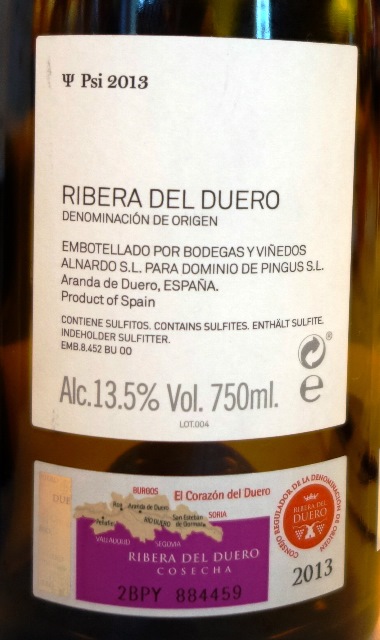 Ψ Psi 2013
RIBERA DEL DUERO
DENOMINACIÓN DE ORIGEN
EMBOTELLADO POR BODEGAS Y VIÑEDOS
ALNARDO S.L. PARA DOMINIO DE PINGUS S.L.
Aranda de Duero, ESPAÑA.
Product of Spain
CONTIENE SULFITOS. CONTAINS SULFITES. ENTHÄLT SULFITE.
INDEHOLDER SULFITTER.
EMB.8.452 BU 00
®
Alc.13.5% Vol. 750ml. e
LOT.004
DUE
BURGOS
El Corazón del Duero
Roa
Aranda de Duero
Peñafiel
RIO DUERO
San Esteban
de Gormaz
SORIA
VALLADOLID
SEGOVIA
RIBERA DEL DUERO
COSECHA
2BPY 884459
CONSEJO REGULADOR DE LA DENOMINACIÓN DE ORIGEN
RIBERA DEL
DUERO
2013